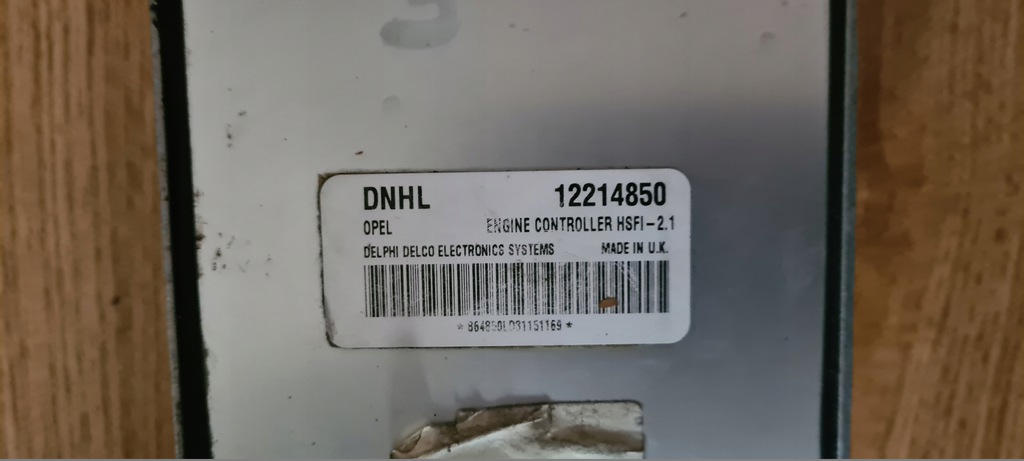 DNHL 12214850
OPEL ENGINE CONTROLLER HSFI-2.1
DELPHI DELCO ELECTRONICS SYSTEMS MADE IN U.K.